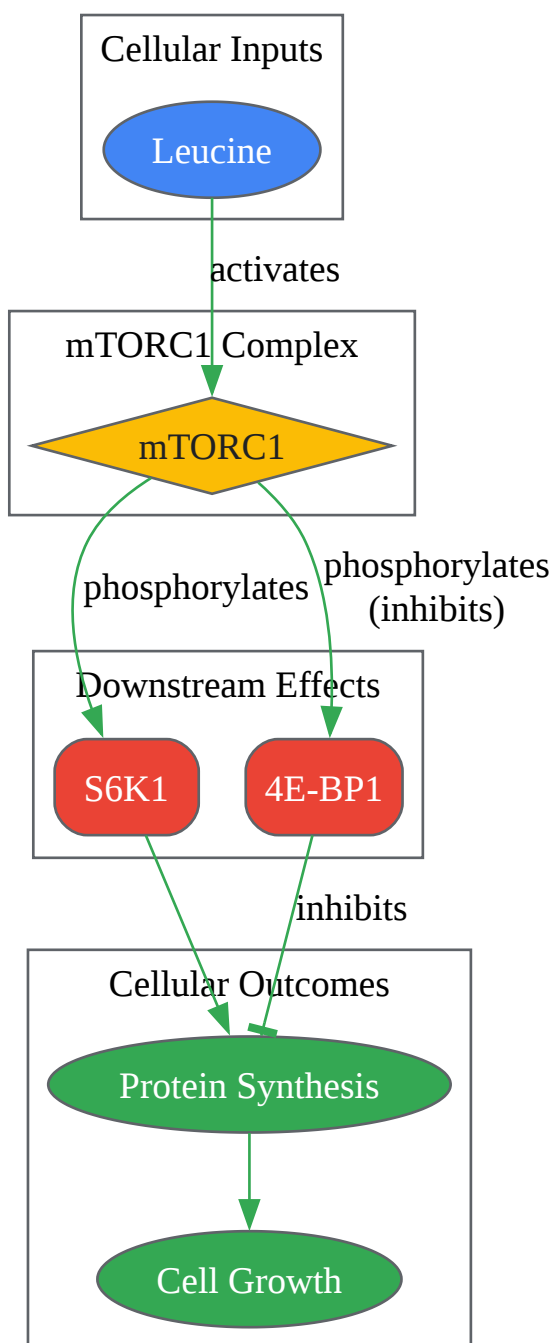 Cellular Inputs
Leucine
activates
mTORC1 Complex
mTORC1
phosphorylates
phosphorylates
(inhibits)
Downstream Effects
S6K1
4E-BP1
inhibits
Cellular Outcomes
Protein Synthesis
Cell Growth